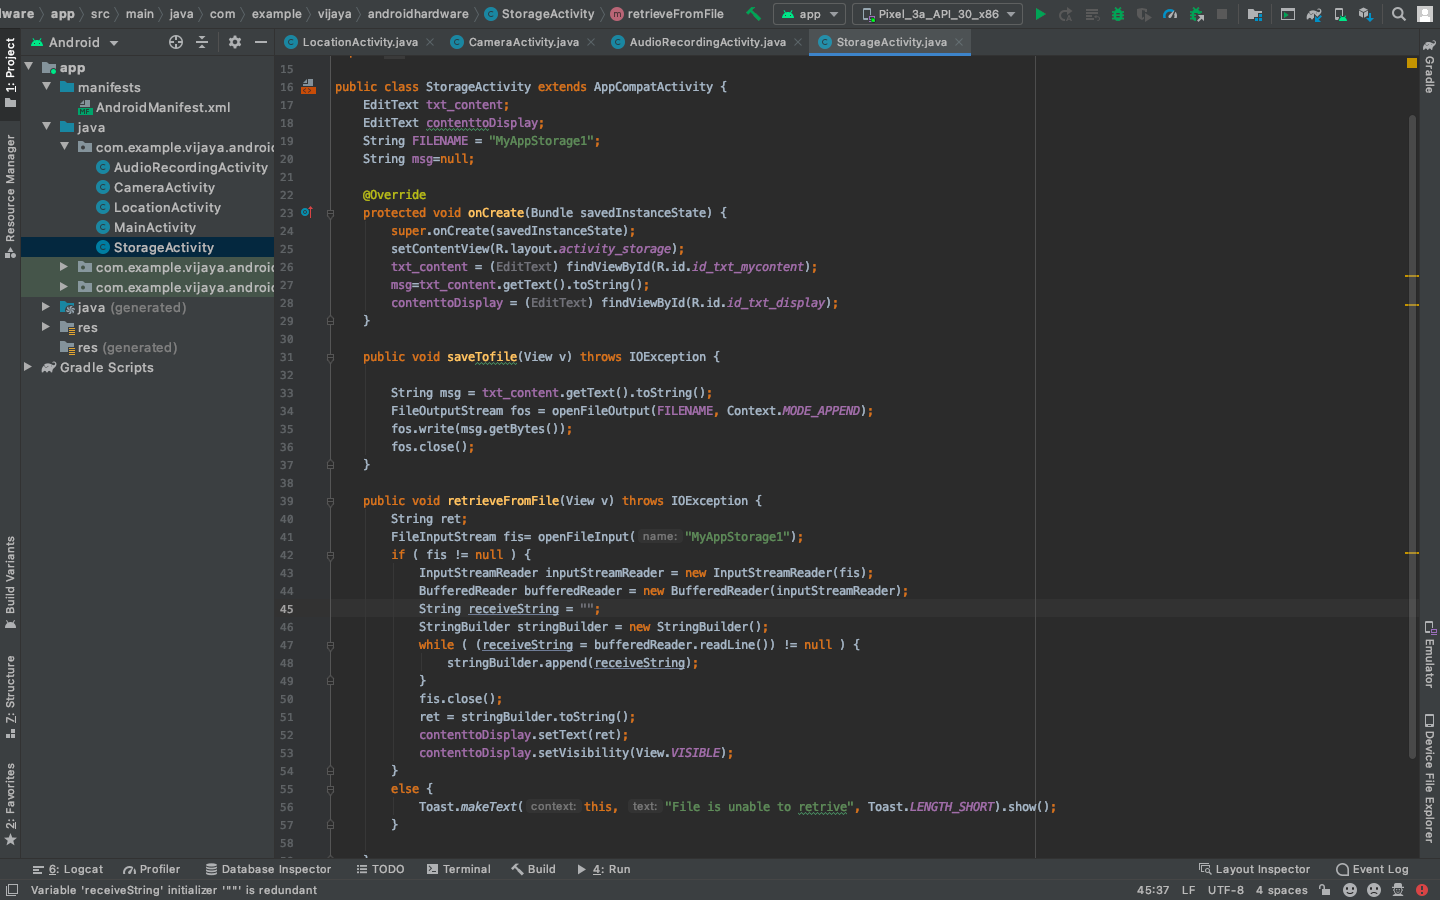 dware › app › src › main › java › com › example › vijaya › androidhardware › StorageActivity › retrieveFromFile
app
Pixel_3a_API_30_x86
1: Project
Resource Manager
Build Variants
7: Structure
2: Favorites
Android
LocationActivity.java
CameraActivity.java
AudioRecordingActivity.java
StorageActivity.java
Gradle
Emulator
Device File Explorer
app
manifests
AndroidManifest.xml
java
com.example.vijaya.android
AudioRecordingActivity
CameraActivity
LocationActivity
MainActivity
StorageActivity
com.example.vijaya.android
com.example.vijaya.android
java (generated)
res
res (generated)
Gradle Scripts
15
16 public class StorageActivity extends AppCompatActivity {
17 EditText txt_content;
18 EditText contenttoDisplay;
19 String FILENAME = "MyAppStorage1";
20 String msg=null;
21
22 @Override
23 protected void onCreate(Bundle savedInstanceState) {
24 super.onCreate(savedInstanceState);
25 setContentView(R.layout.activity_storage);
26 txt_content = (EditText) findViewById(R.id.id_txt_mycontent);
27 msg=txt_content.getText().toString();
28 contenttoDisplay = (EditText) findViewById(R.id.id_txt_display);
29 }
30
31 public void saveTofile(View v) throws IOException {
32
33 String msg = txt_content.getText().toString();
34 FileOutputStream fos = openFileOutput(FILENAME, Context.MODE_APPEND);
35 fos.write(msg.getBytes());
36 fos.close();
37 }
38
39 public void retrieveFromFile(View v) throws IOException {
40 String ret;
41 FileInputStream fis= openFileInput( name: "MyAppStorage1");
42 if ( fis != null ) {
43 InputStreamReader inputStreamReader = new InputStreamReader(fis);
44 BufferedReader bufferedReader = new BufferedReader(inputStreamReader);
45 String receiveString = "";
46 StringBuilder stringBuilder = new StringBuilder();
47 while ( (receiveString = bufferedReader.readLine()) != null ) {
48 stringBuilder.append(receiveString);
49 }
50 fis.close();
51 ret = stringBuilder.toString();
52 contenttoDisplay.setText(ret);
53 contenttoDisplay.setVisibility(View.VISIBLE);
54 }
55 else {
56 Toast.makeText( context: this, text: "File is unable to retrive", Toast.LENGTH_SHORT).show();
57 }
58
6: Logcat
Profiler
Database Inspector
TODO
Terminal
Build
4: Run
Layout Inspector
Event Log
Variable 'receiveString' initializer '""' is redundant
45:37 LF UTF-8 4 spaces